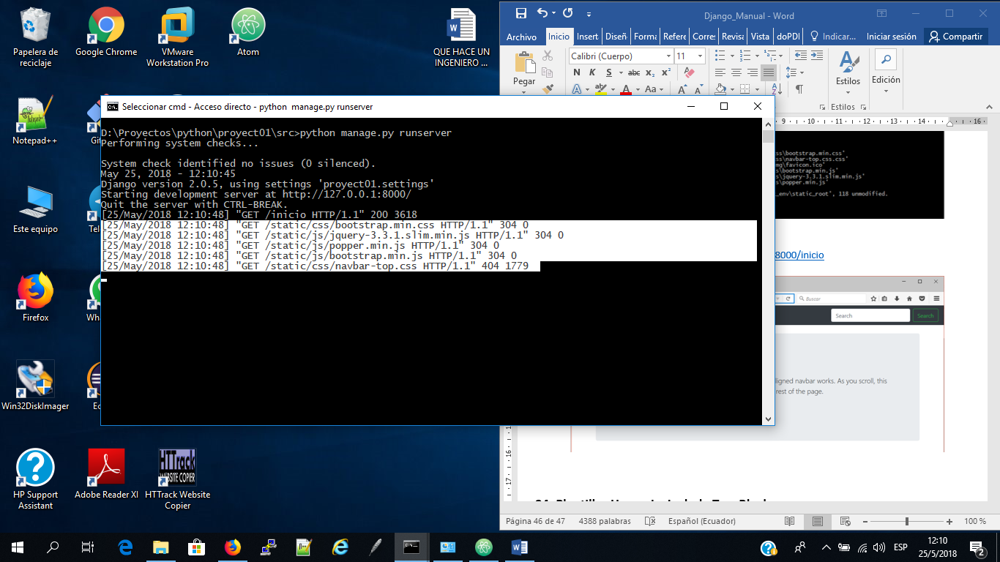 Papelera de
reciclaje
Google Chrome
VMware
Workstation Pro
Atom
QUE HACE UN
INGENIERO ...
Notepad++
Este equipo
Firefox
Win32DiskImager
HP Support
Assistant
Adobe Reader XI
HTTrack
WEBSITE COPIER
HTTrack Website
Copier
Django_Manual - Word
Archivo
Inicio
Insert
Diseñ
Forma
Refere
Corres
Revisa
Vista
doPDI
Indicar...
Iniciar sesión
Compartir
Pegar
Calibri (Cuerpo)
11
N K S abc x₂ x²
Aa
Estilos
Edición
Estilos
9 10 11 12 13 14 15 16
Seleccionar cmd - Acceso directo - python  manage.py runserver
D:\Proyectos\python\proyect01\src>python manage.py runserver
Performing system checks...
System check identified no issues (0 silenced).
May 25, 2018 - 12:10:45
Django version 2.0.5, using settings 'proyect01.settings'
Starting development server at http://127.0.0.1:8000/
Quit the server with CTRL-BREAK.
[25/May/2018 12:10:48] "GET /inicio HTTP/1.1" 200 3618
[25/May/2018 12:10:48] "GET /static/css/bootstrap.min.css HTTP/1.1" 304 0
[25/May/2018 12:10:48] "GET /static/js/jquery-3.3.1.slim.min.js HTTP/1.1" 304 0
[25/May/2018 12:10:48] "GET /static/js/popper.min.js HTTP/1.1" 304 0
[25/May/2018 12:10:48] "GET /static/js/bootstrap.min.js HTTP/1.1" 304 0
[25/May/2018 12:10:48] "GET /static/css/navbar-top.css HTTP/1.1" 404 1779
ss\bootstrap.min.css'
ss\navbar-top.css.css'
mg\favicon.ico'
s\bootstrap.min.js'
s\jquery-3.3.1.slim.min.js'
s\popper.min.js'
_env\static_root', 118 unmodified.
8000/inicio
Buscar
Search
Search
ligned navbar works. As you scroll, this
rest of the page.
16
17
Página 46 de 47
4388 palabras
Español (Ecuador)
100 %
ESP
12:10
25/5/2018
2